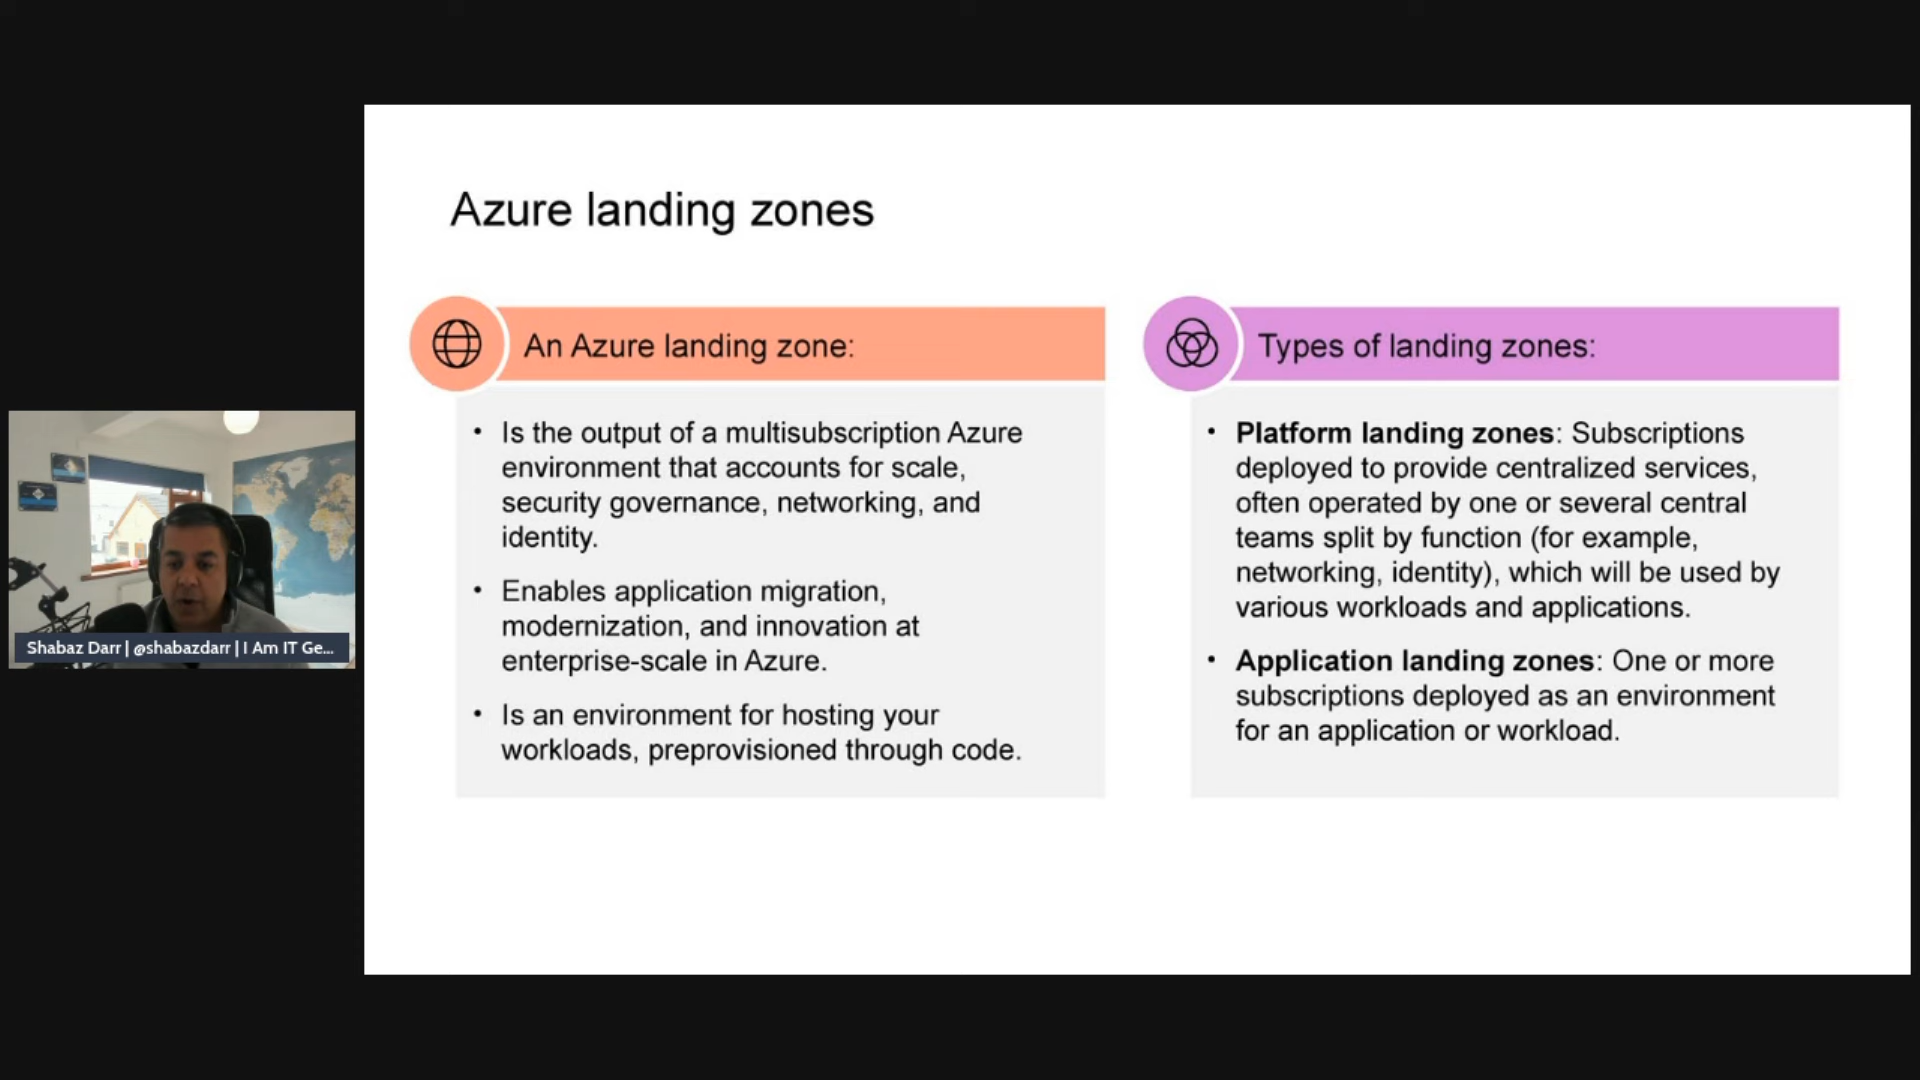 Azure landing zones
An Azure landing zone:
• Is the output of a multisubscription Azure
environment that accounts for scale,
security governance, networking, and
identity.
• Enables application migration,
modernization, and innovation at
enterprise-scale in Azure.
• Is an environment for hosting your
workloads, preprovisioned through code.
Types of landing zones:
• Platform landing zones: Subscriptions
deployed to provide centralized services,
often operated by one or several central
teams split by function (for example,
networking, identity), which will be used by
various workloads and applications.
• Application landing zones: One or more
subscriptions deployed as an environment
for an application or workload.
Shabaz Darr | @shabazdarr | I Am IT Ge...